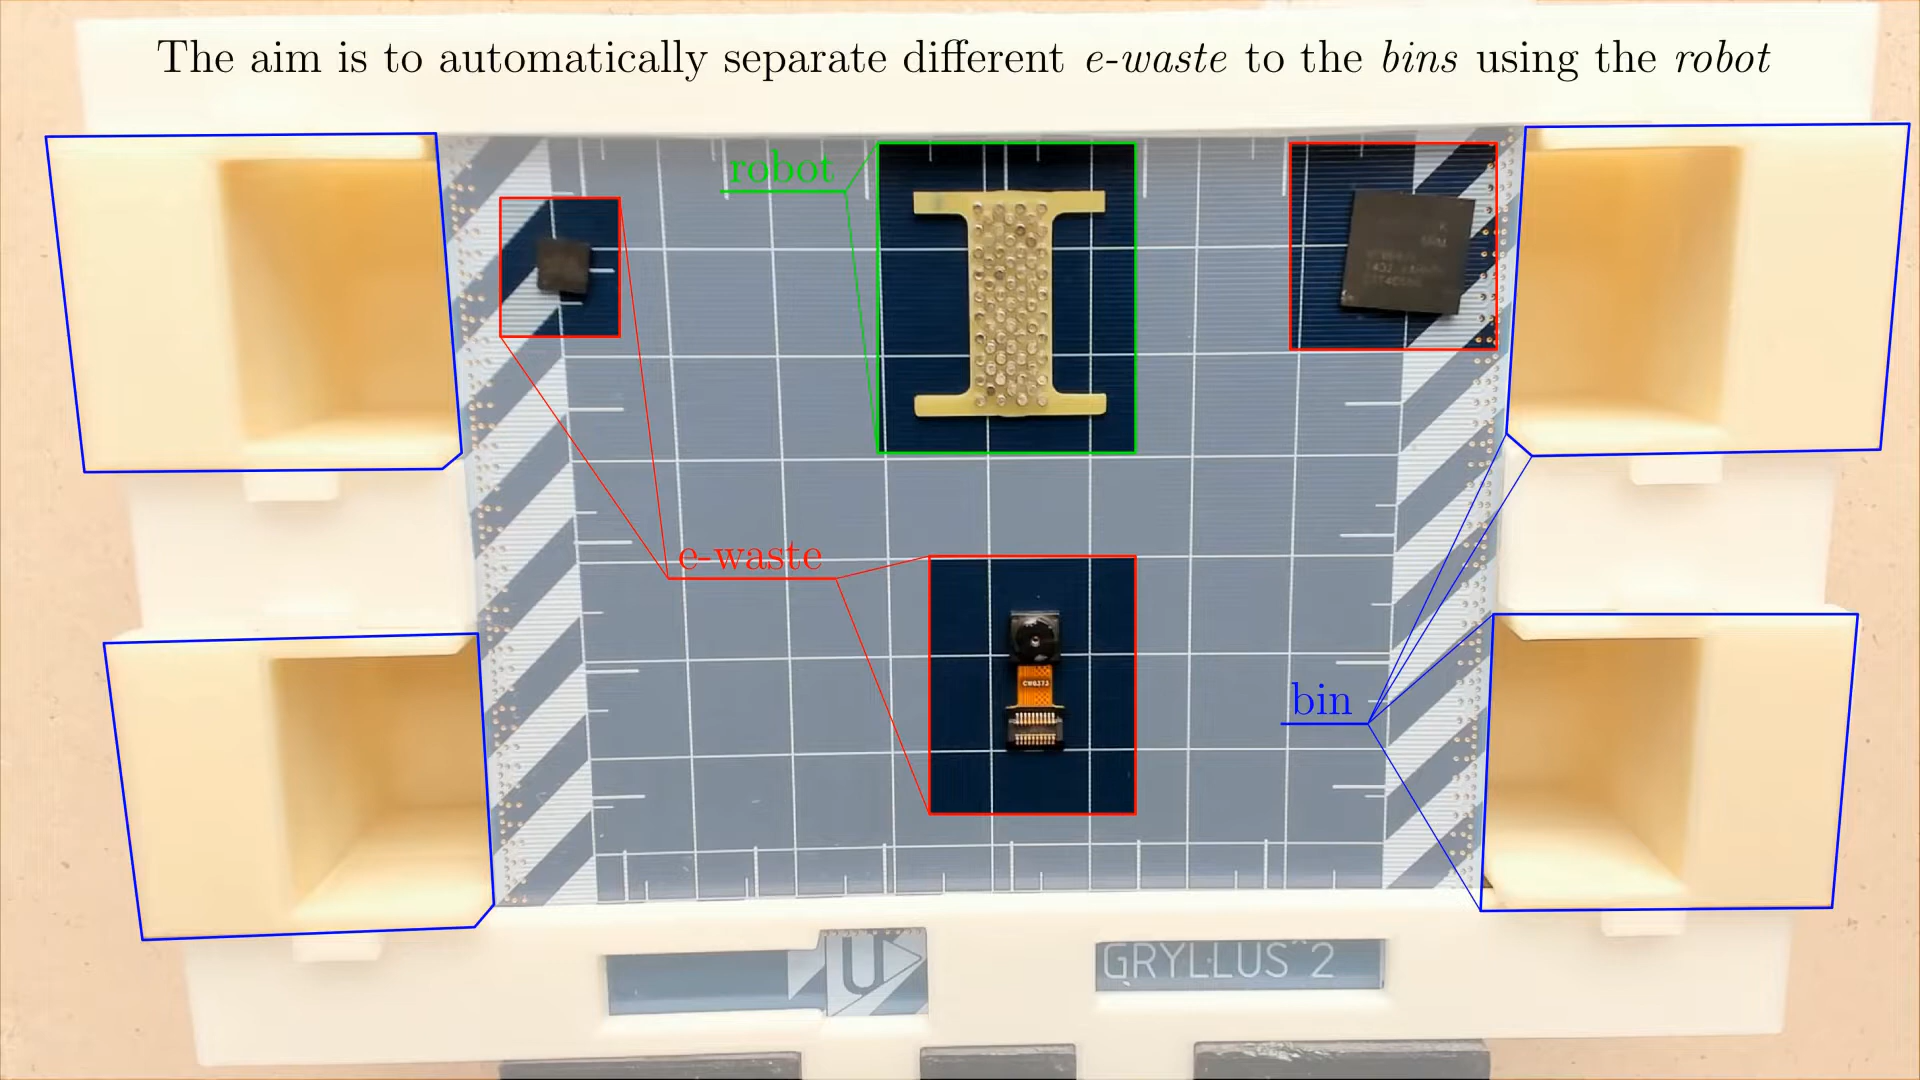 The aim is to automatically separate different e-waste to the bins using the robot
robot
e-waste
CW0373
bin
U
GRYLLUS 2